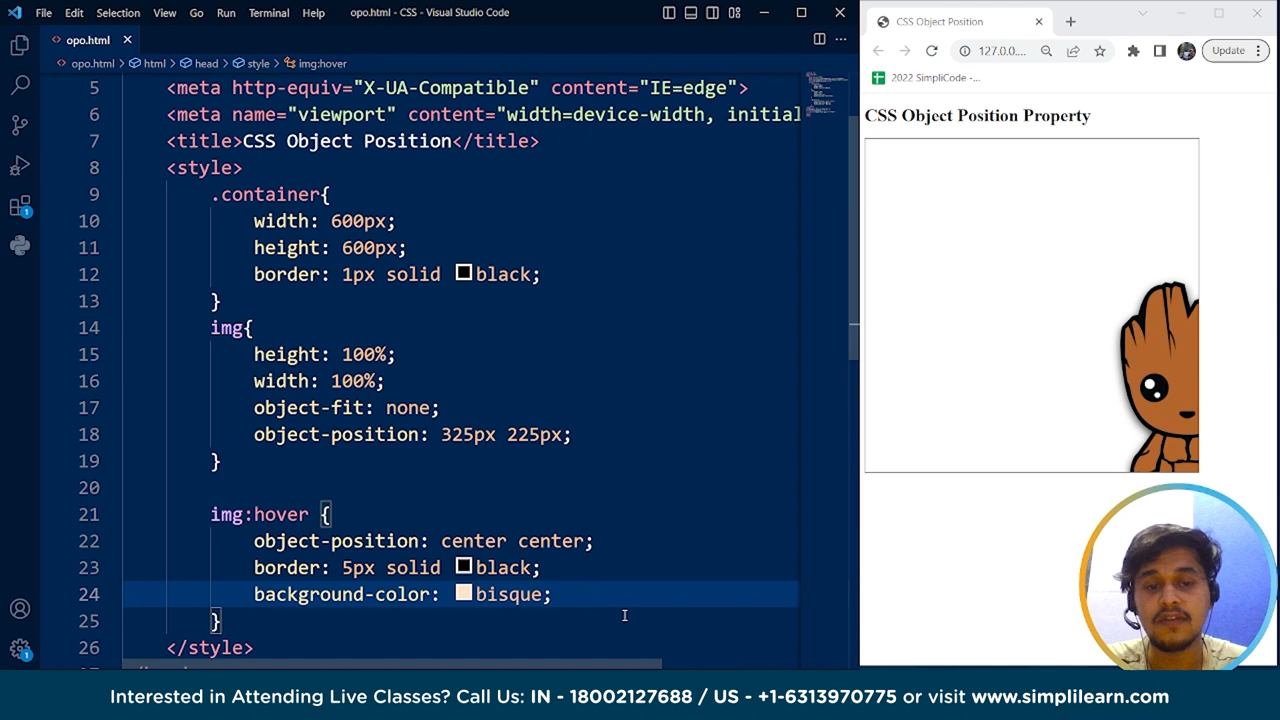 File Edit Selection View Go Run Terminal Help opo.html - CSS - Visual Studio Code
opo.html
opo.html html head style img:hover
5 <meta http-equiv="X-UA-Compatible" content="IE=edge">
6 <meta name="viewport" content="width=device-width, initial
7 <title>CSS Object Position</title>
8 <style>
9 .container{
10 width: 600px;
11 height: 600px;
12 border: 1px solid black;
13 }
14 img{
15 height: 100%;
16 width: 100%;
17 object-fit: none;
18 object-position: 325px 225px;
19 }
20
21 img:hover {
22 object-position: center center;
23 border: 5px solid black;
24 background-color: bisque;
25 }
26 </style>
1
1
CSS Object Position
127.0.... Update
2022 SimpliCode -...
CSS Object Position Property
Interested in Attending Live Classes? Call Us: IN - 18002127688 / US - +1-6313970775 or visit www.simplilearn.com